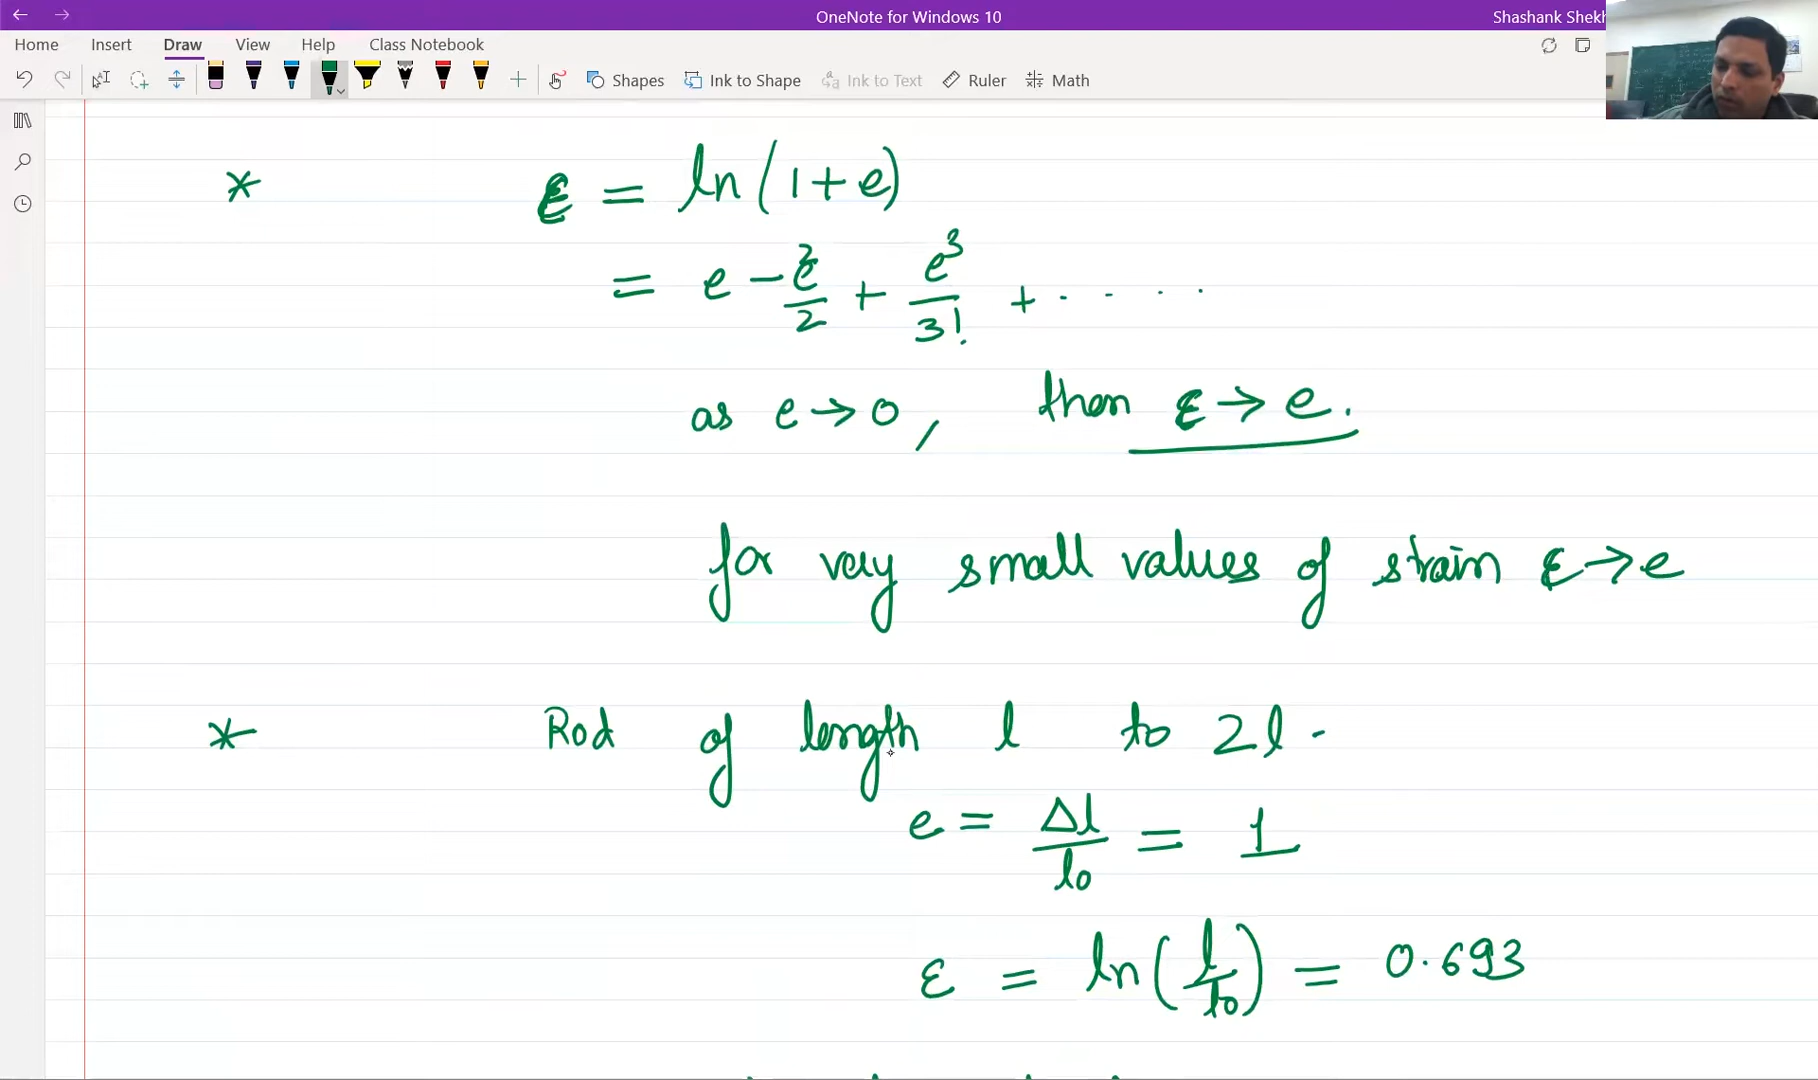 OneNote for Windows 10
Shashank Shekh
Home Insert Draw View Help Class Notebook
Shapes Ink to Shape Ink to Text Ruler Math
* ε = ln(1+e)
= e - e²/2 + e³/3! + .....
as e → 0, then ε → e.
for very small values of strain ε → e
* Rod of length l to 2l.
e = Δl/l₀ = 1
ε = ln(l/l₀) = 0.693